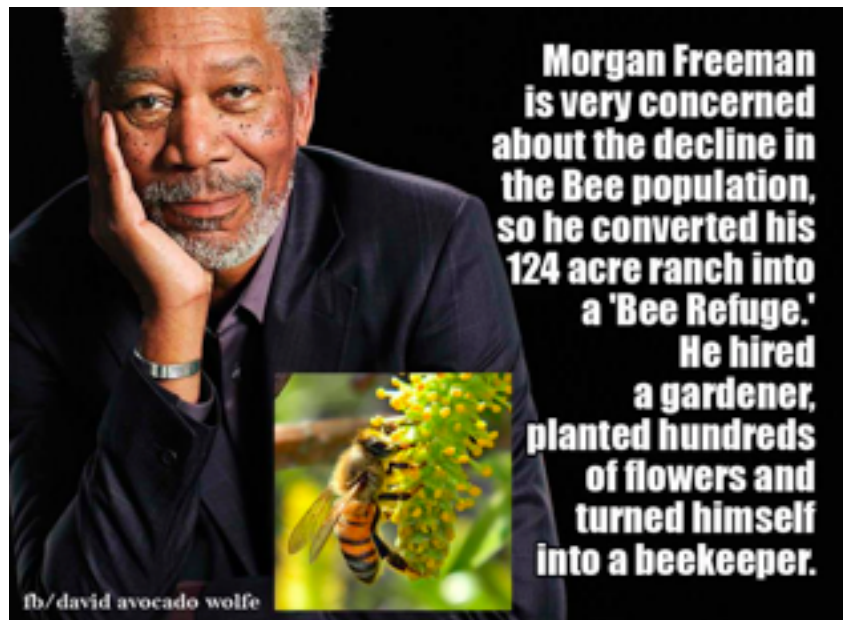 Morgan Freeman
is very concerned
about the decline in
the Bee population,
so he converted his
124 acre ranch into
a 'Bee Refuge.'
He hired
a gardener,
planted hundreds
of flowers and
turned himself
into a beekeeper.
fb/david avocado wolfe